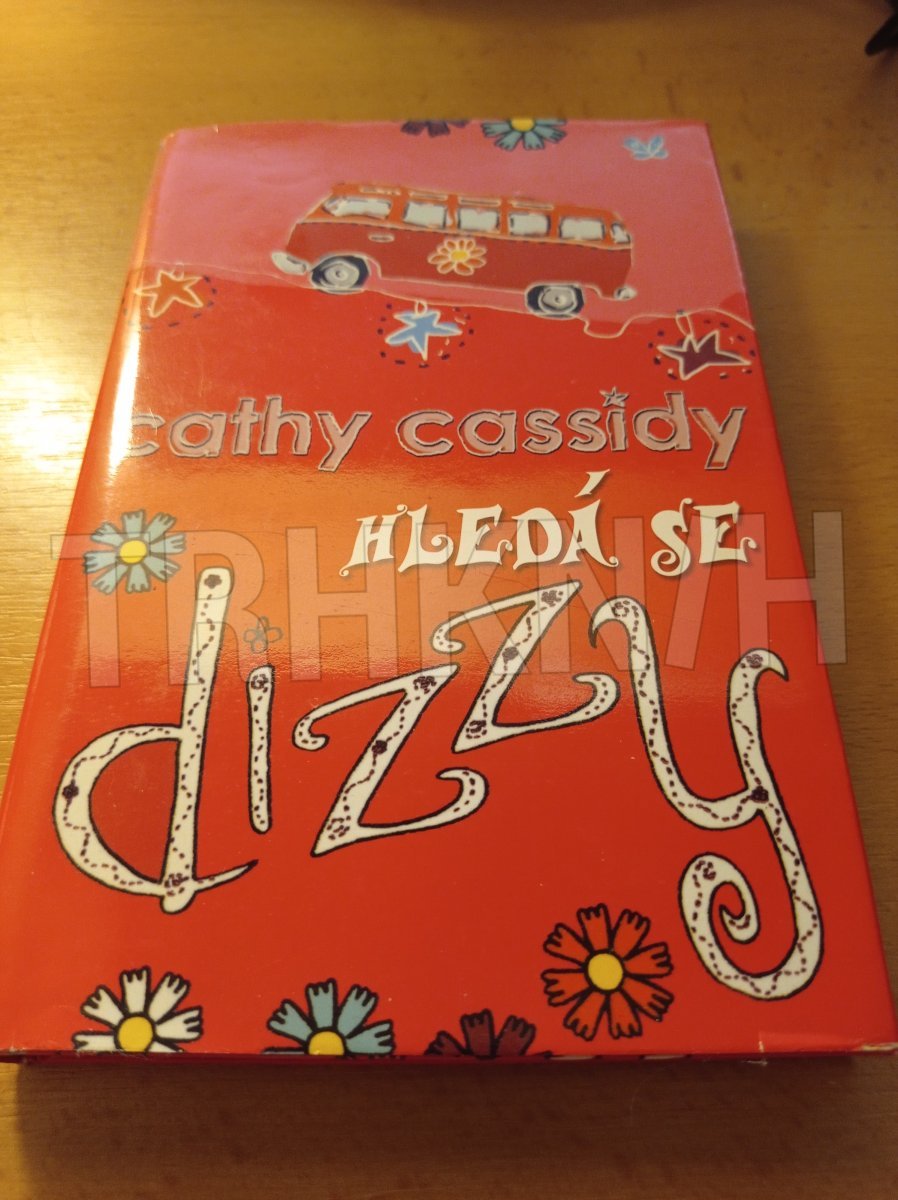 cathy cassidy
HLEDÁ SE
TRHKNIH
dizzy